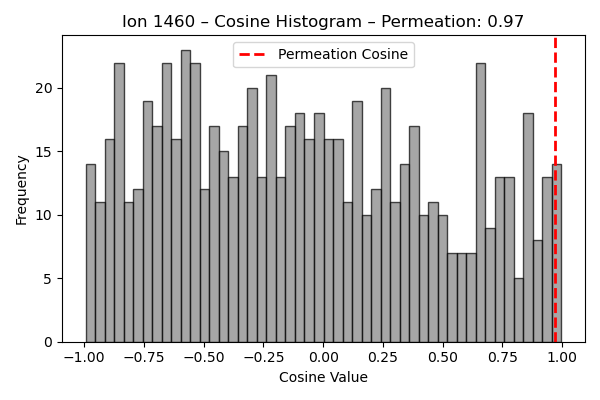 Ion 1460 – Cosine Histogram – Permeation: 0.97
Permeation Cosine
Frequency
20
15
10
5
0
−1.00 −0.75 −0.50 −0.25 0.00 0.25 0.50 0.75 1.00
Cosine Value